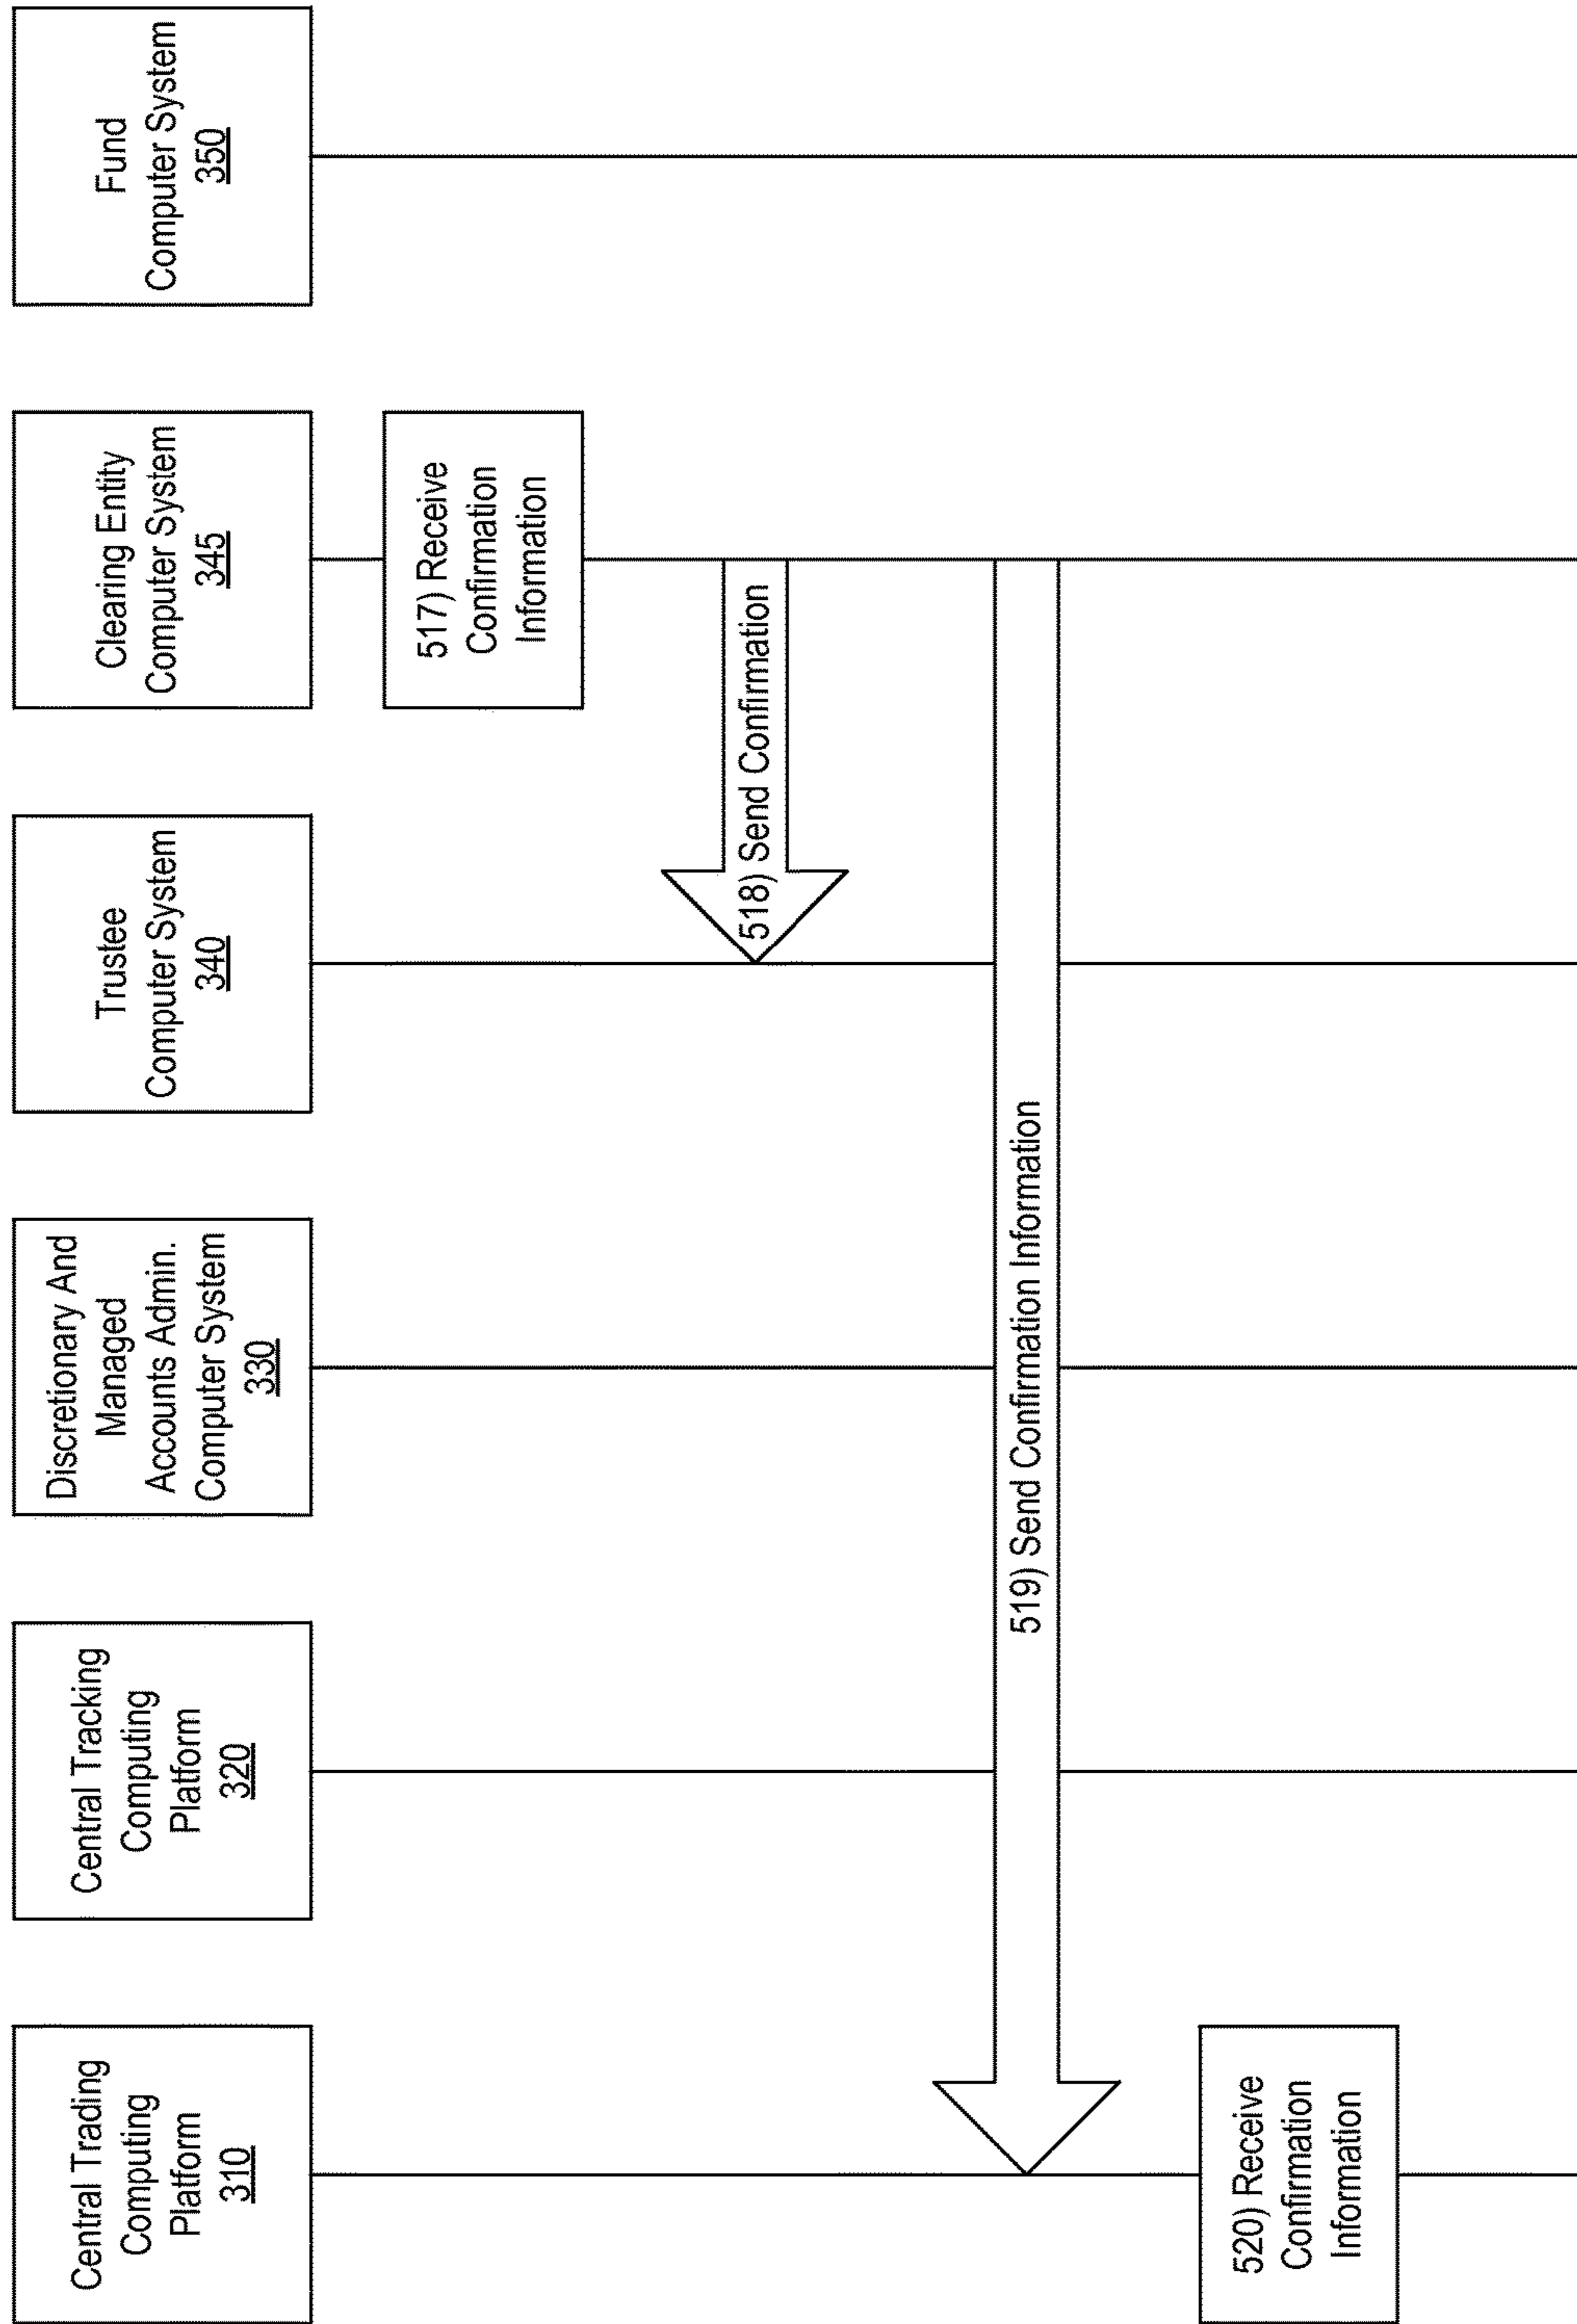 Central Trading
Computing
Platform
310
Central Tracking
Computing
Platform
320
Discretionary And
Managed
Accounts Admin.
Computer System
330
Trustee
Computer System
340
Clearing Entity
Computer System
345
Fund
Computer System
350
517) Receive
Confirmation
Information
518) Send Confirmation
519) Send Confirmation Information
520) Receive
Confirmation
Information